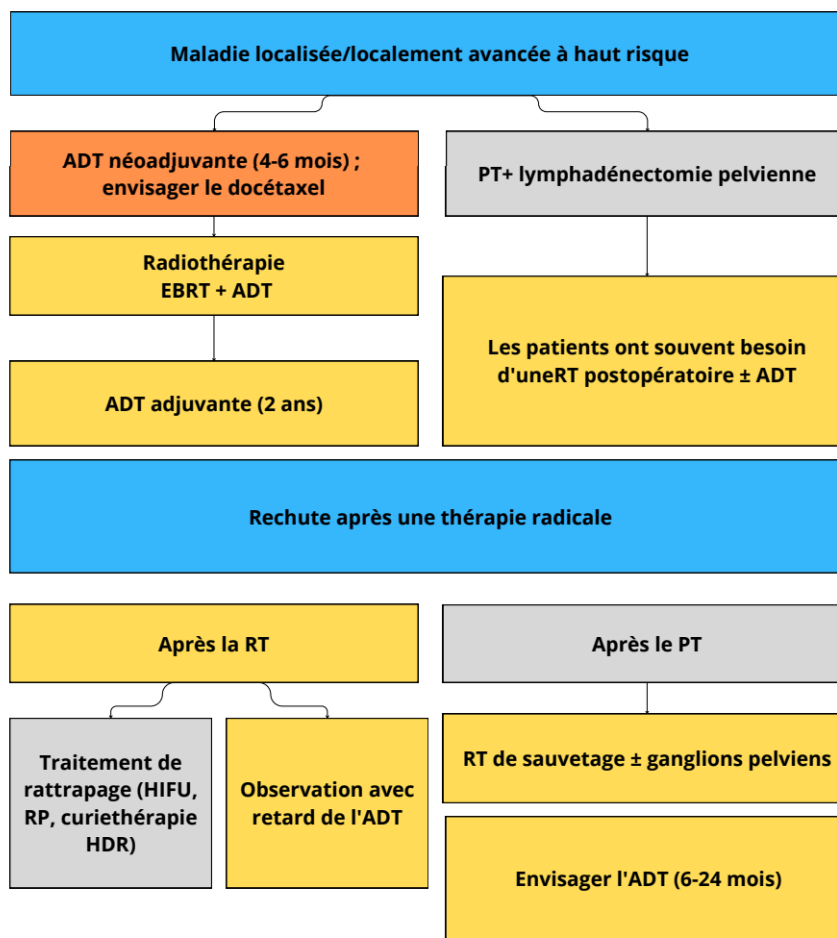 Maladie localisée/localement avancée à haut risque
ADT néoadjuvante (4-6 mois) ;
envisager le docétaxel
PT+ lymphadénectomie pelvienne
Radiothérapie
EBRT + ADT
Les patients ont souvent besoin
d'uneRT postopératoire ± ADT
ADT adjuvante (2 ans)
Rechute après une thérapie radicale
Après la RT
Après le PT
Traitement de
rattrapage (HIFU,
RP, curiethérapie
HDR)
Observation avec
retard de l'ADT
RT de sauvetage ± ganglions pelviens
Envisager l'ADT (6-24 mois)